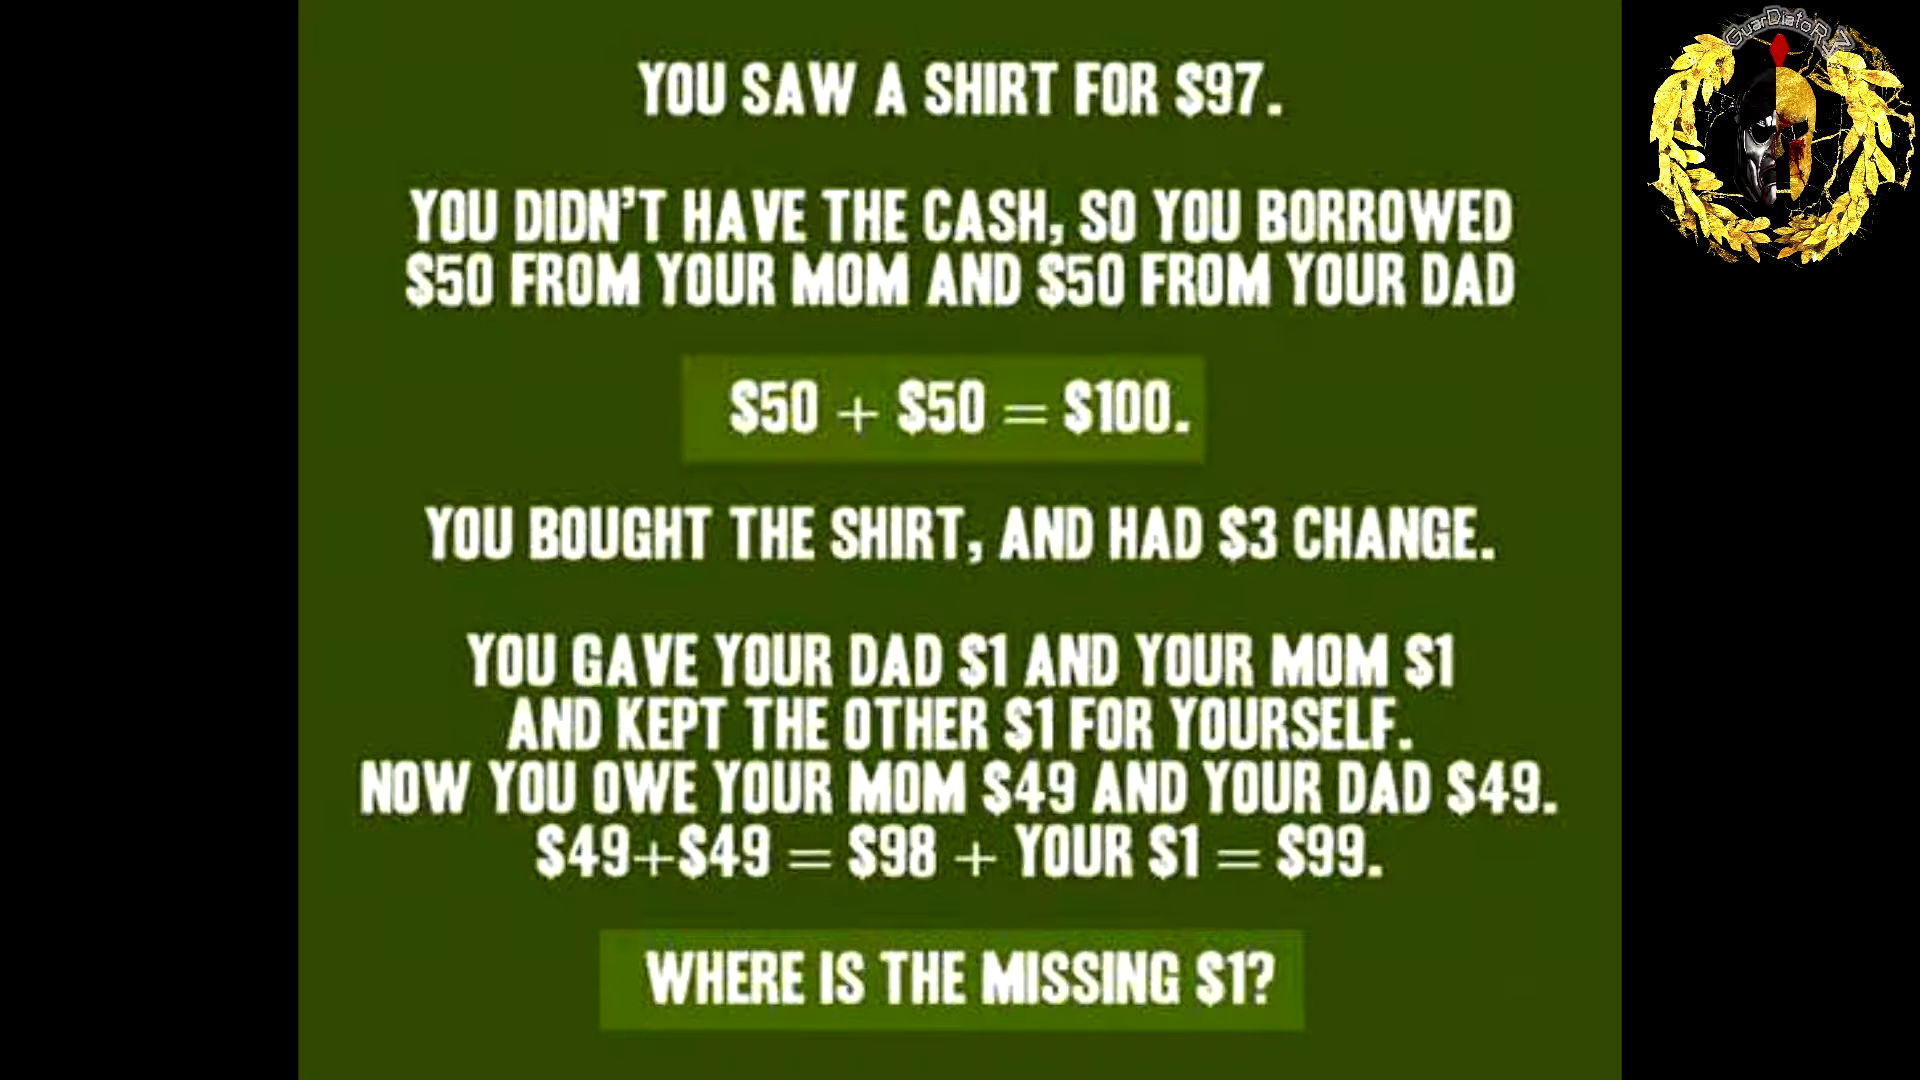 GuarDiatoR
YOU SAW A SHIRT FOR $97.
YOU DIDN'T HAVE THE CASH, SO YOU BORROWED
$50 FROM YOUR MOM AND $50 FROM YOUR DAD
$50 + $50 = $100.
YOU BOUGHT THE SHIRT, AND HAD $3 CHANGE.
YOU GAVE YOUR DAD $1 AND YOUR MOM $1
AND KEPT THE OTHER $1 FOR YOURSELF.
NOW YOU OWE YOUR MOM $49 AND YOUR DAD $49.
$49+$49 = $98 + YOUR $1 = $99.
WHERE IS THE MISSING $1?